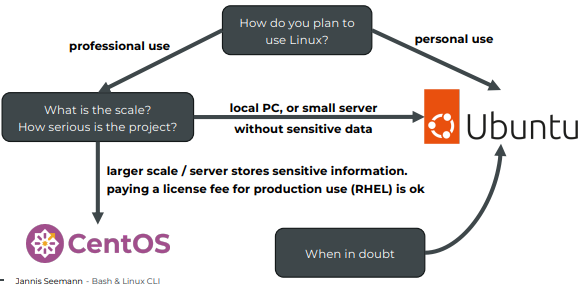 How do you plan to
use Linux?
professional use
personal use
What is the scale?
How serious is the project?
local PC, or small server
without sensitive data
Ubuntu
larger scale / server stores sensitive information.
paying a license fee for production use (RHEL) is ok
CentOS
When in doubt
Jannis Seemann - Bash & Linux CLI